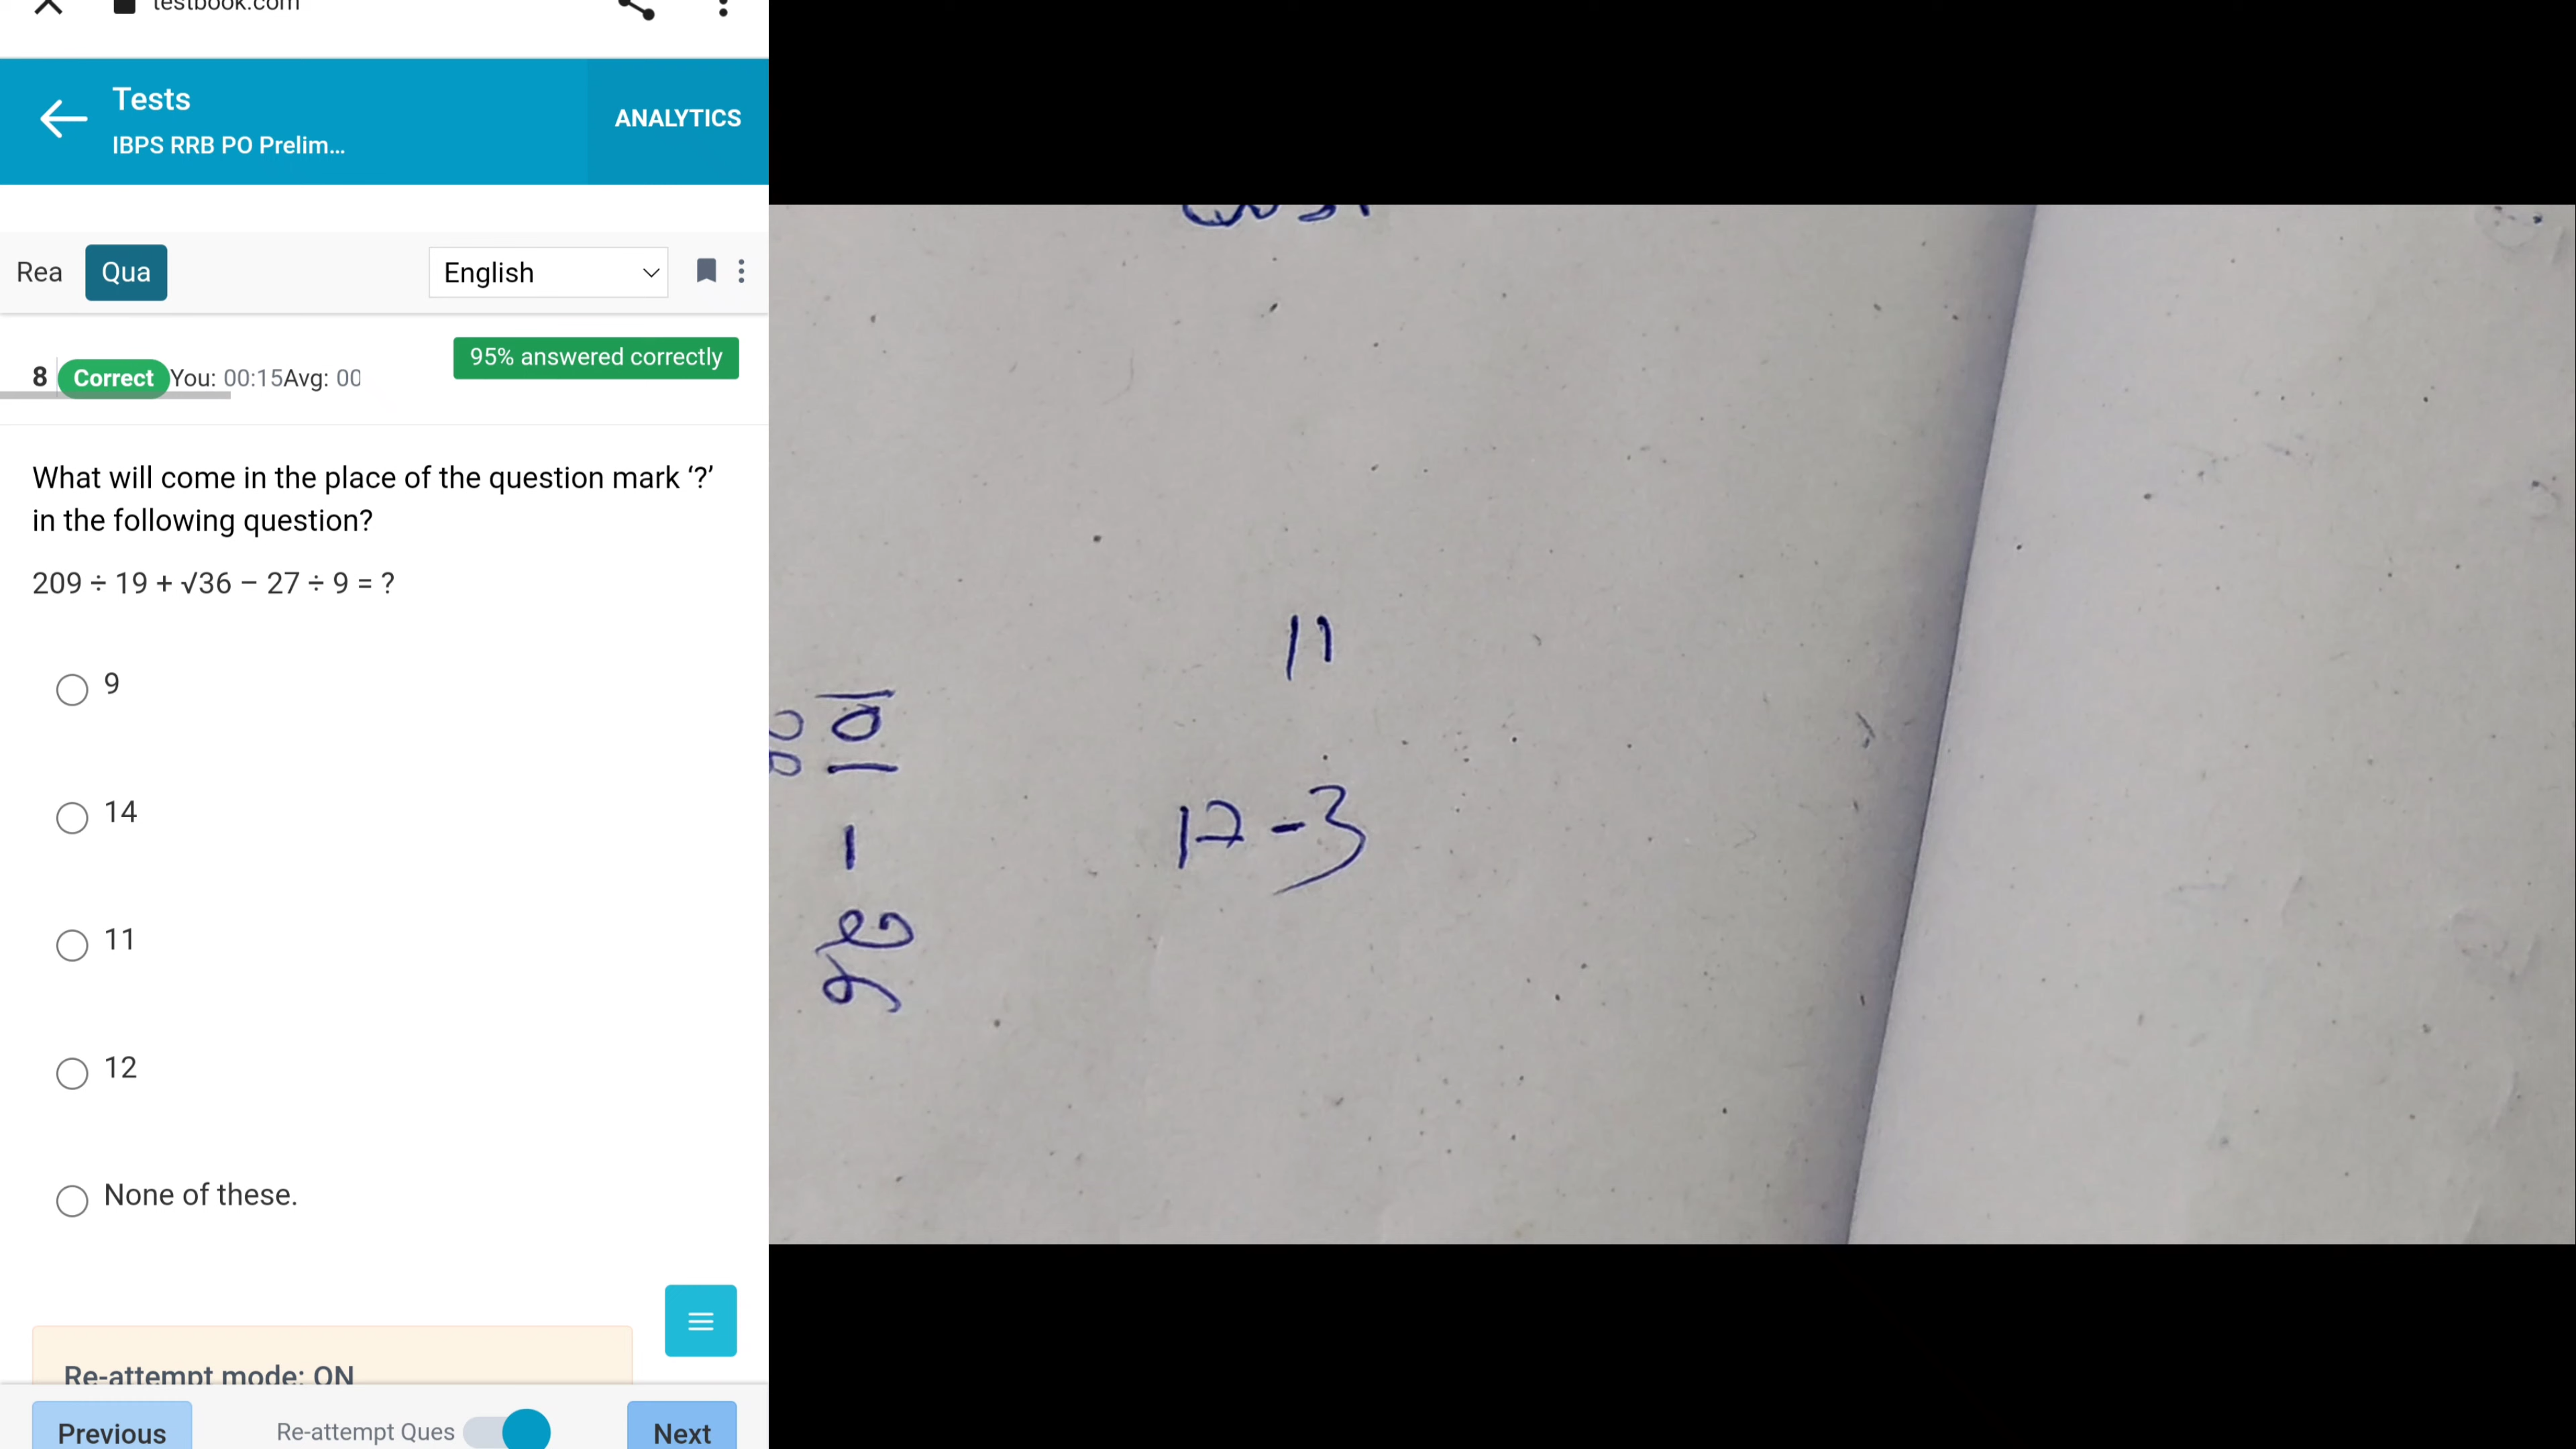 testbook.com
Tests
ANALYTICS
IBPS RRB PO Prelim...
Rea Qua English
95% answered correctly
8 Correct You: 00:15Avg: 00
What will come in the place of the question mark ‘?’
in the following question?
209 ÷ 19 + √36 − 27 ÷ 9 = ?
9
14
11
12
None of these.
Re-attempt mode: ON
Previous Re-attempt Ques Next
11
17-3